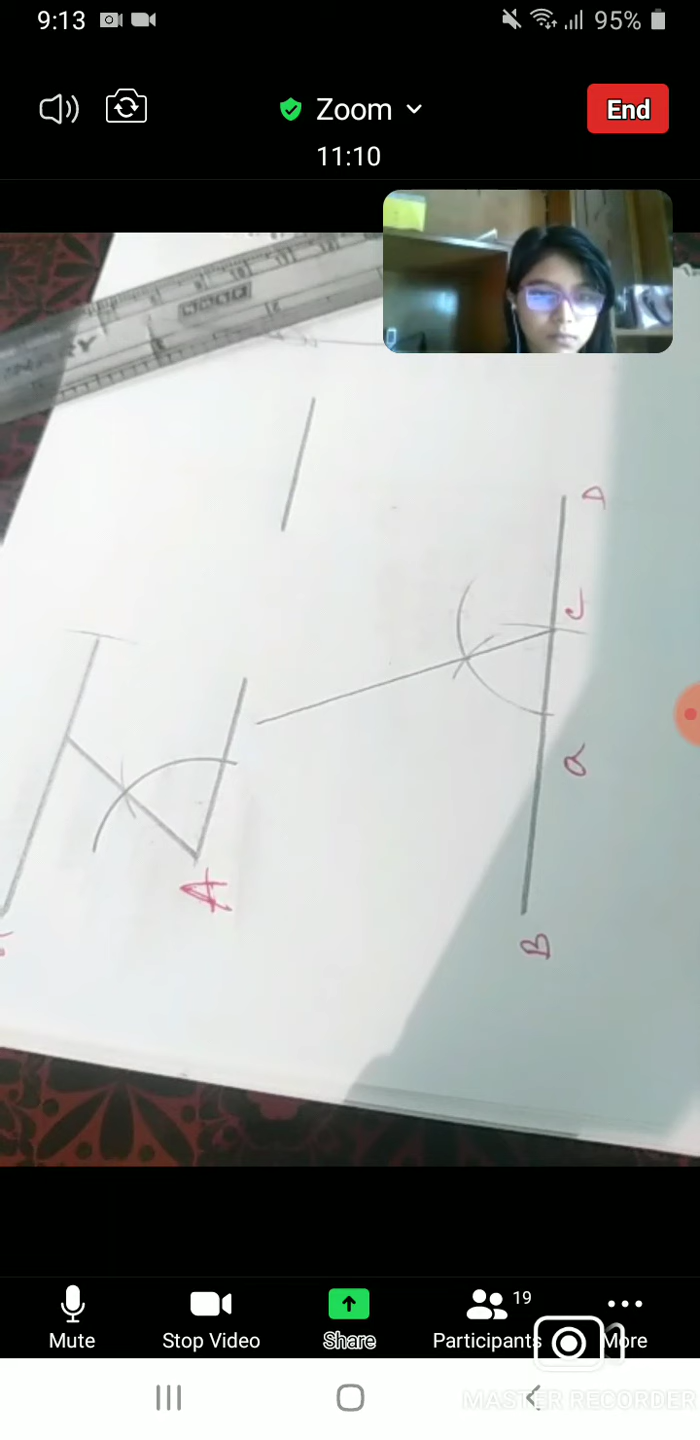 9:13 95%
Zoom End
11:10
A
D
C
a
B
Mute Stop Video Share Participants 19 More
MASTER RECORDER